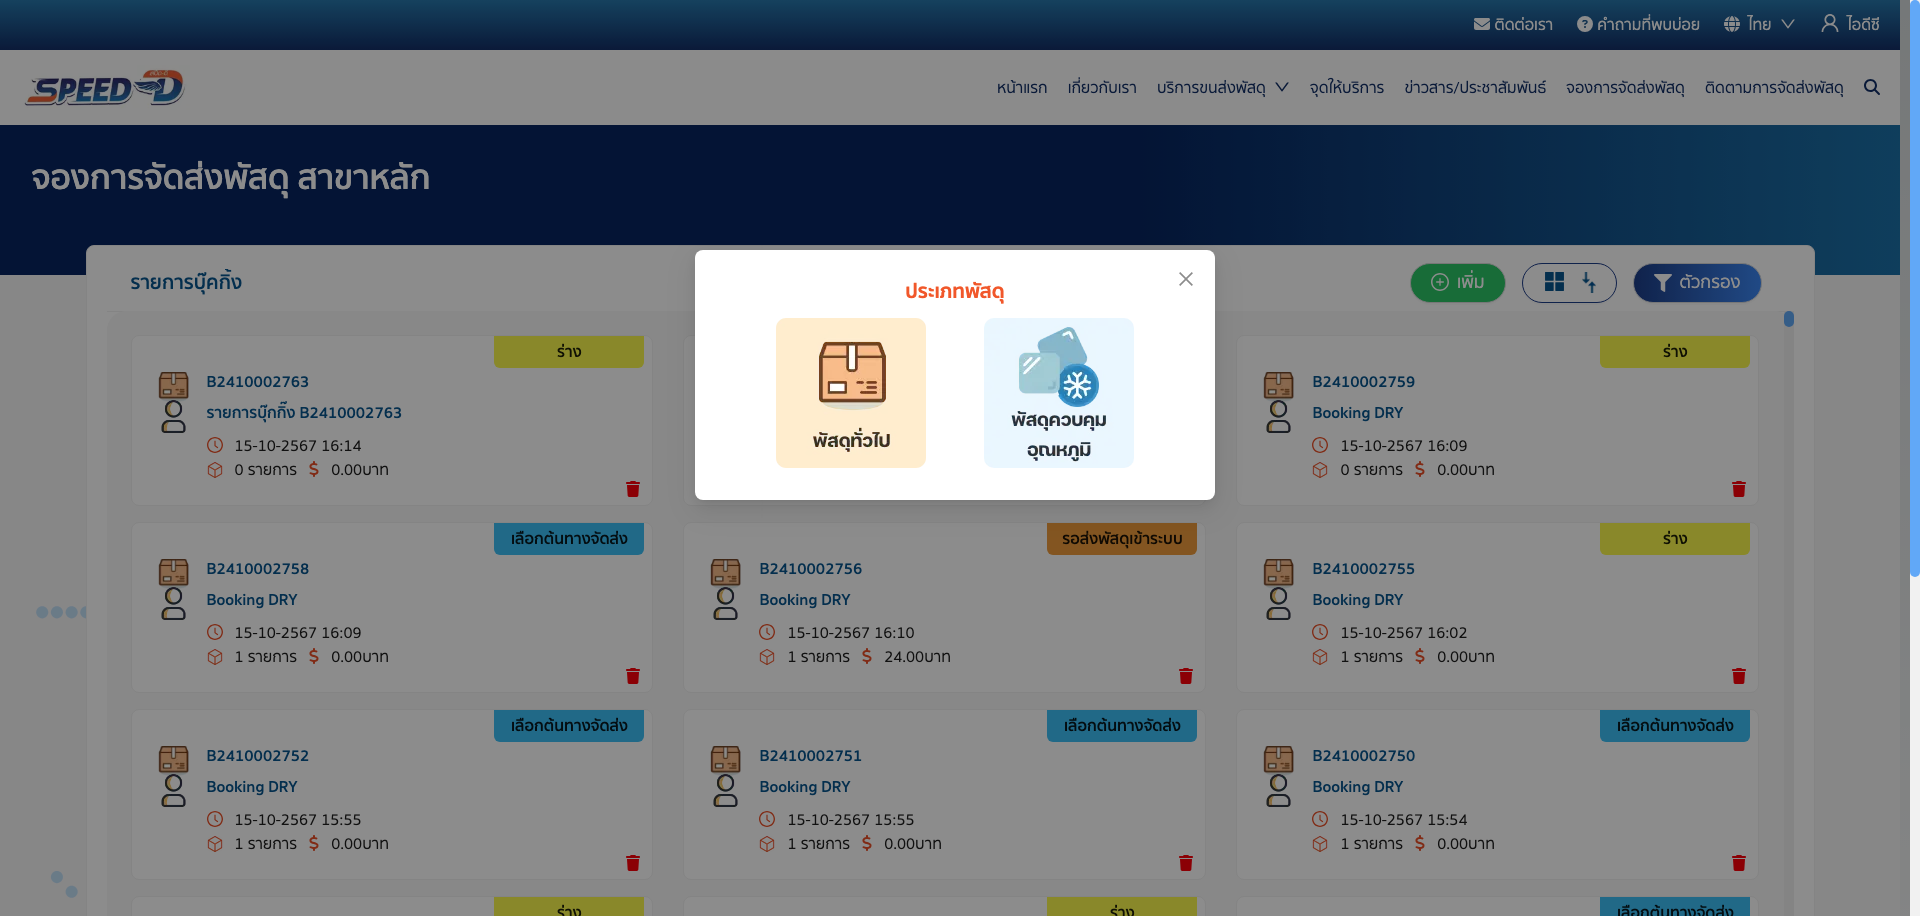 ติดต่อเรา
คำถามที่พบบ่อย
ไทย
ไอดีซี
SPEED-D
หน้าแรก
เกี่ยวกับเรา
บริการขนส่งพัสดุ
จุดให้บริการ
ข่าวสาร/ประชาสัมพันธ์
จองการจัดส่งพัสดุ
ติดตามการจัดส่งพัสดุ
จองการจัดส่งพัสดุ สาขาหลัก
รายการบุ๊คกิ้ง
เพิ่ม
ตัวกรอง
ประเภทพัสดุ
พัสดุทั่วไป
พัสดุควบคุม
อุณหภูมิ
ร่าง
B2410002763
รายการบุ๊กกิ๊ง B2410002763
15-10-2567 16:14
0 รายการ $ 0.00บาท
ร่าง
B2410002759
Booking DRY
15-10-2567 16:09
0 รายการ $ 0.00บาท
เลือกต้นทางจัดส่ง
B2410002758
Booking DRY
15-10-2567 16:09
1 รายการ $ 0.00บาท
รอส่งพัสดุเข้าระบบ
B2410002756
Booking DRY
15-10-2567 16:10
1 รายการ $ 24.00บาท
ร่าง
B2410002755
Booking DRY
15-10-2567 16:02
1 รายการ $ 0.00บาท
เลือกต้นทางจัดส่ง
B2410002752
Booking DRY
15-10-2567 15:55
1 รายการ $ 0.00บาท
เลือกต้นทางจัดส่ง
B2410002751
Booking DRY
15-10-2567 15:55
1 รายการ $ 0.00บาท
เลือกต้นทางจัดส่ง
B2410002750
Booking DRY
15-10-2567 15:54
1 รายการ $ 0.00บาท
ร่าง
ร่าง
เลือกต้นทางจัดส่ง